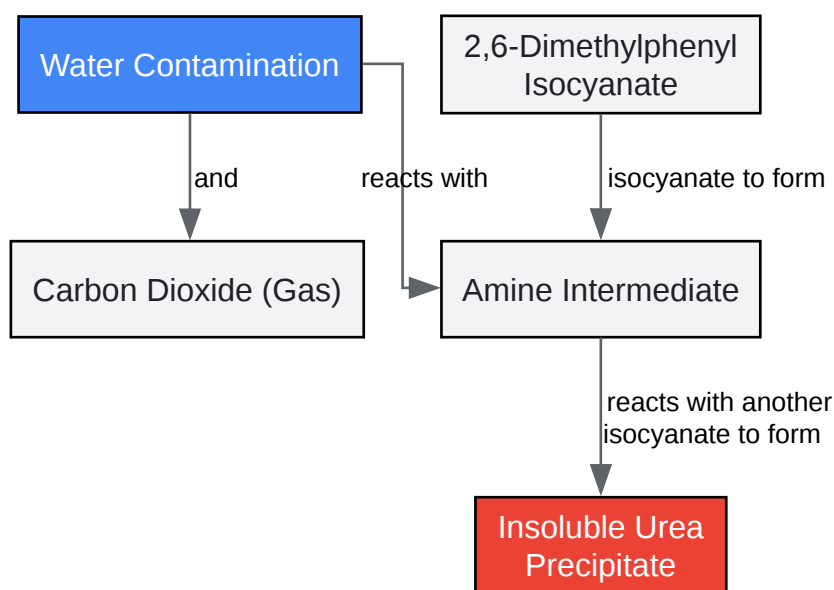 Water Contamination
2,6-Dimethylphenyl
Isocyanate
and
reacts with
isocyanate to form
Carbon Dioxide (Gas)
Amine Intermediate
reacts with another
isocyanate to form
Insoluble Urea
Precipitate